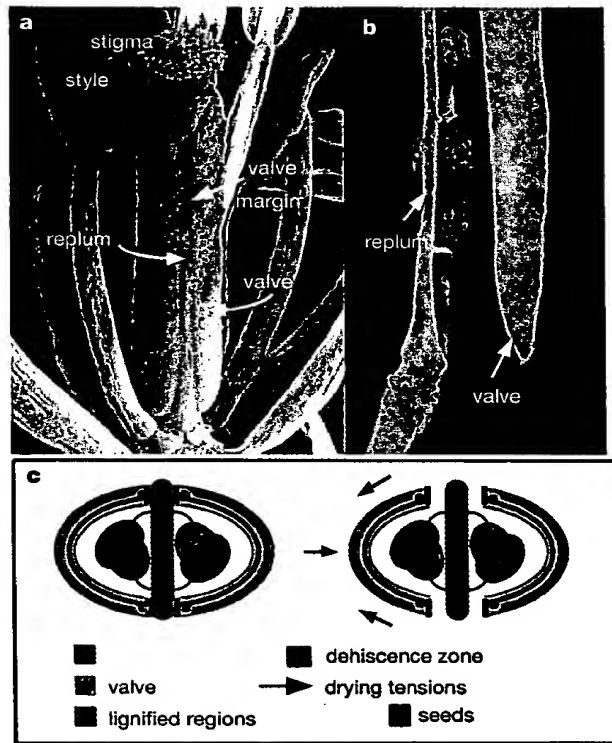 a
stigma
style
valve
margin
replum
valve
b
replum
valve
c
dehiscence zone
valve
drying tensions
lignified regions
seeds